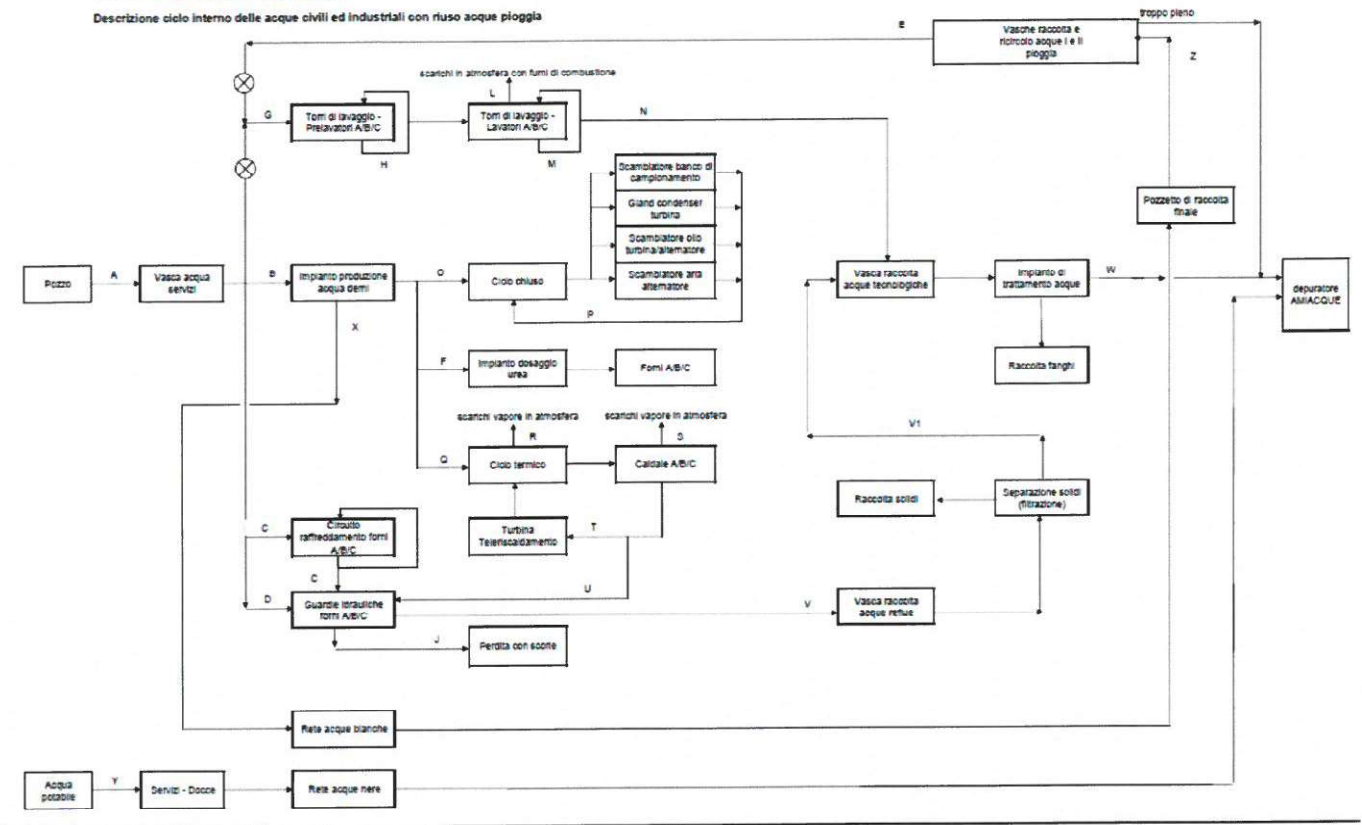 Descrizione ciclo interno delle acque civili ed industriali con riuso acque pioggia
E
troppo pieno
Vasche raccolta e
ricircolo acque I e II
pioggia
Z
scarichi in atmosfera con fumi di combustione
L
G
Torri di lavaggio -
Prelavatori A/B/C
H
Torri di lavaggio -
Lavatori A/B/C
M
N
Scambiatore banco di
campionamento
Gland condenser
turbina
Scambiatore olio
turbina/alternatore
Scambiatore aria
alternatore
Pozzetto di raccolta
finale
Pozzo
A
Vasca acqua
servizi
B
Impianto produzione
acqua demi
O
Ciclo chiuso
P
X
Vasca raccolta
acque tecnologiche
Impianto di
trattamento acque
W
depuratore
AMIACQUE
Raccolta fanghi
F
Impianto dosaggio
urea
Forni A/B/C
scarichi vapore in atmosfera
R
scarichi vapore in atmosfera
S
Q
Ciclo termico
Caldaie A/B/C
V1
Raccolta solidi
Separazione solidi
(filtrazione)
C
Circuito
raffreddamento forni
A/B/C
Turbina
Teleriscaldamento
T
C
U
D
Guardie idrauliche
forni A/B/C
V
Vasca raccolta
acque reflue
J
Perdita con scorie
Rete acque bianche
Acqua
potabile
Y
Servizi - Docce
Rete acque nere